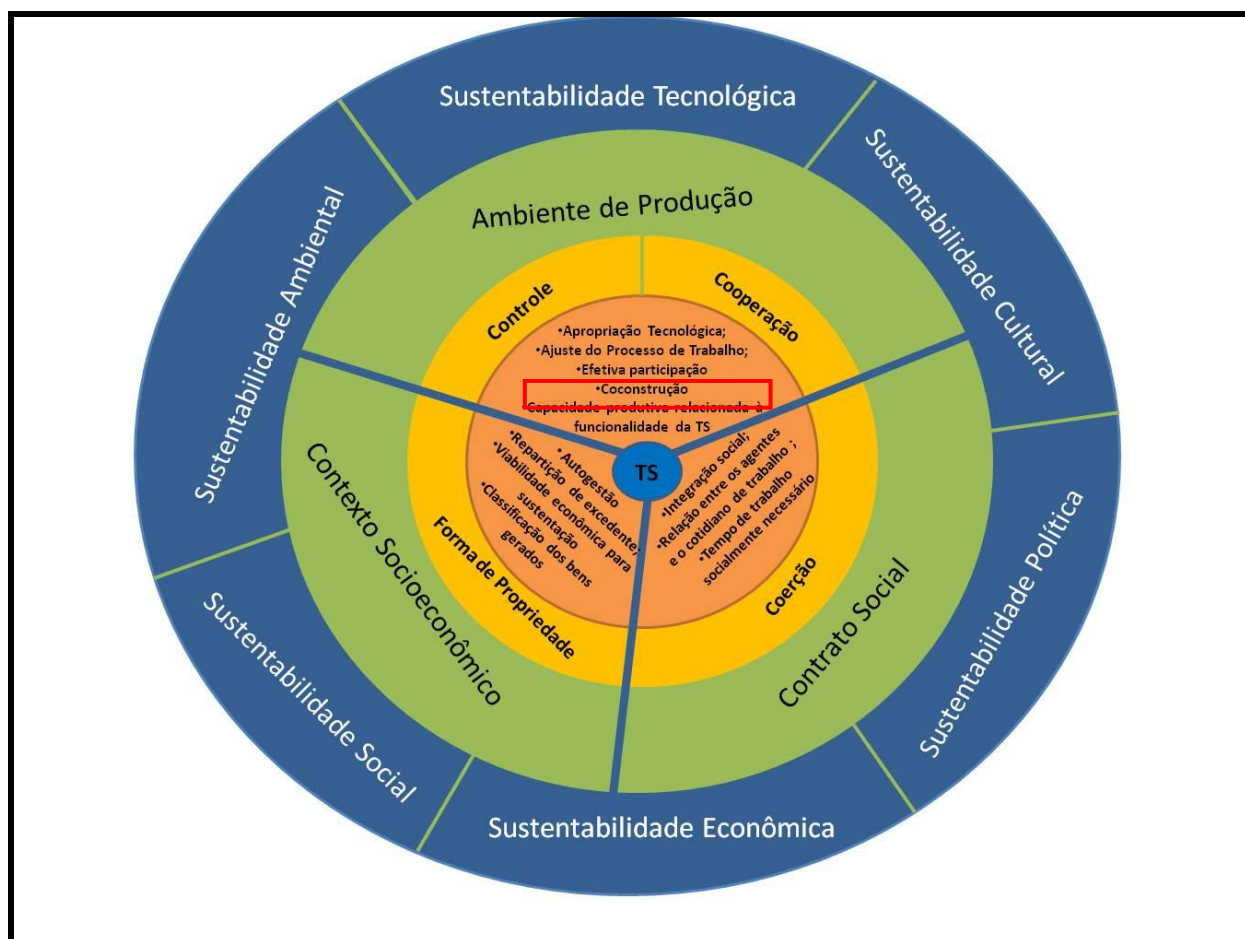 Sustentabilidade Tecnológica
Sustentabilidade Ambiental
Sustentabilidade Cultural
Ambiente de Produção
Controle
Cooperação
•Apropriação Tecnológica;
•Ajuste do Processo de Trabalho;
•Efetiva participação
•Coconstrução
•Capacidade produtiva relacionada à
funcionalidade da TS
TS
•Autogestão
•Repartição de excedente;
•Viabilidade econômica para
sustentação
•Classificação dos bens
gerados
•Integração social;
•Relação entre os agentes
e o cotidiano de trabalho ;
•Tempo de trabalho
socialmente necessário
Forma de Propriedade
Coerção
Contexto Socioeconômico
Contrato Social
Sustentabilidade Social
Sustentabilidade Política
Sustentabilidade Econômica